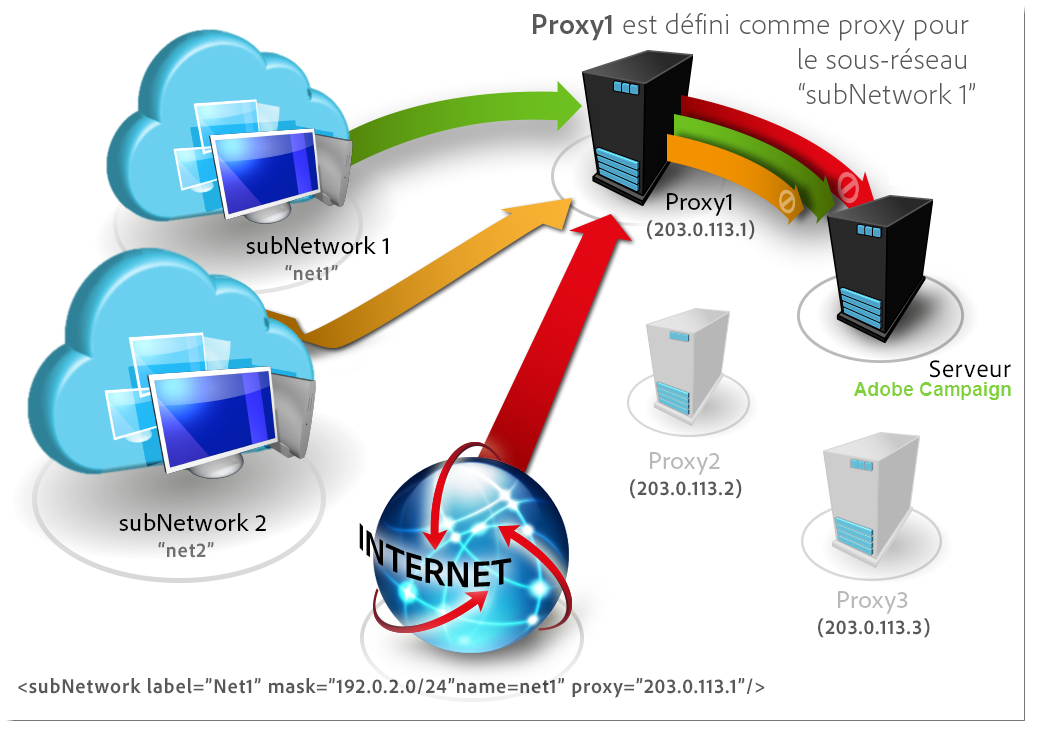 Proxy1 est défini comme proxy pour
le sous-réseau
“subNetwork 1”
Proxy1
(203.0.113.1)
subNetwork 1
“net1”
Serveur
Adobe Campaign
Proxy2
(203.0.113.2)
subNetwork 2
“net2”
INTERNET
Proxy3
(203.0.113.3)
<subNetwork label=”Net1” mask=”192.0.2.0/24”name=net1” proxy=”203.0.113.1”/>